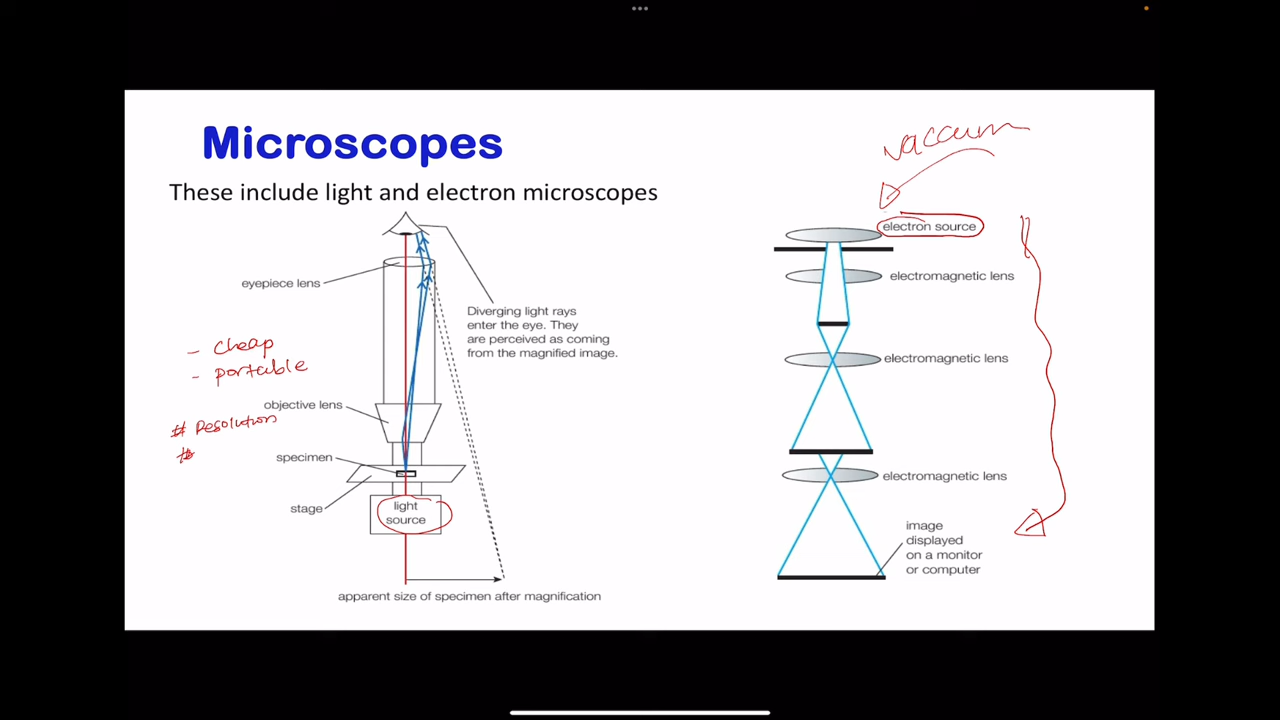 Microscopes
These include light and electron microscopes
vaccum
electron source
eyepiece lens
electromagnetic lens
Diverging light rays
enter the eye. They
are perceived as coming
from the magnified image.
- cheap
- portable
electromagnetic lens
objective lens
# Resolution
#
specimen
electromagnetic lens
stage
light
source
image
displayed
on a monitor
or computer
apparent size of specimen after magnification